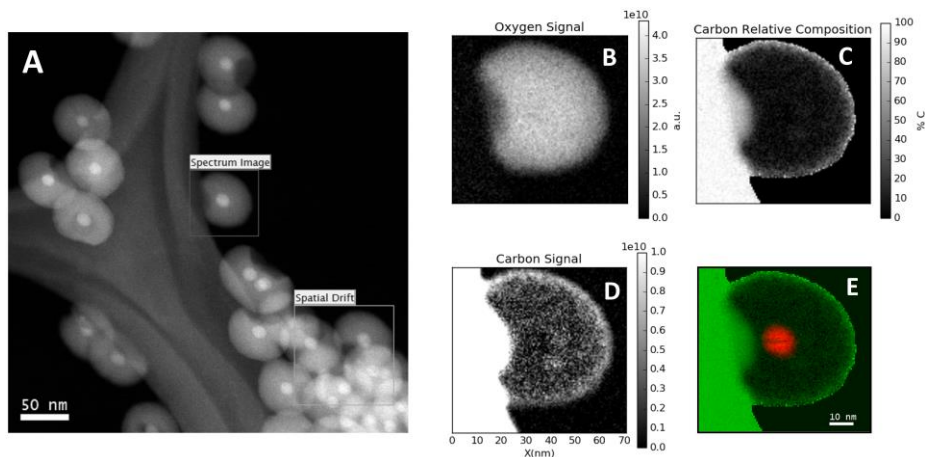 A
Spectrum Image
Spatial Drift
50 nm
Oxygen Signal
B
1e10
4.0
3.5
3.0
2.5
2.0
1.5
1.0
0.5
0.0
a.u.
Carbon Relative Composition
C
100
90
80
70
60
50
40
30
20
10
0
% C
Carbon Signal
D
1e10
1.0
0.9
0.8
0.7
0.6
0.5
0.4
0.3
0.2
0.1
0.0
0 10 20 30 40 50 60 70
X(nm)
E
10 nm